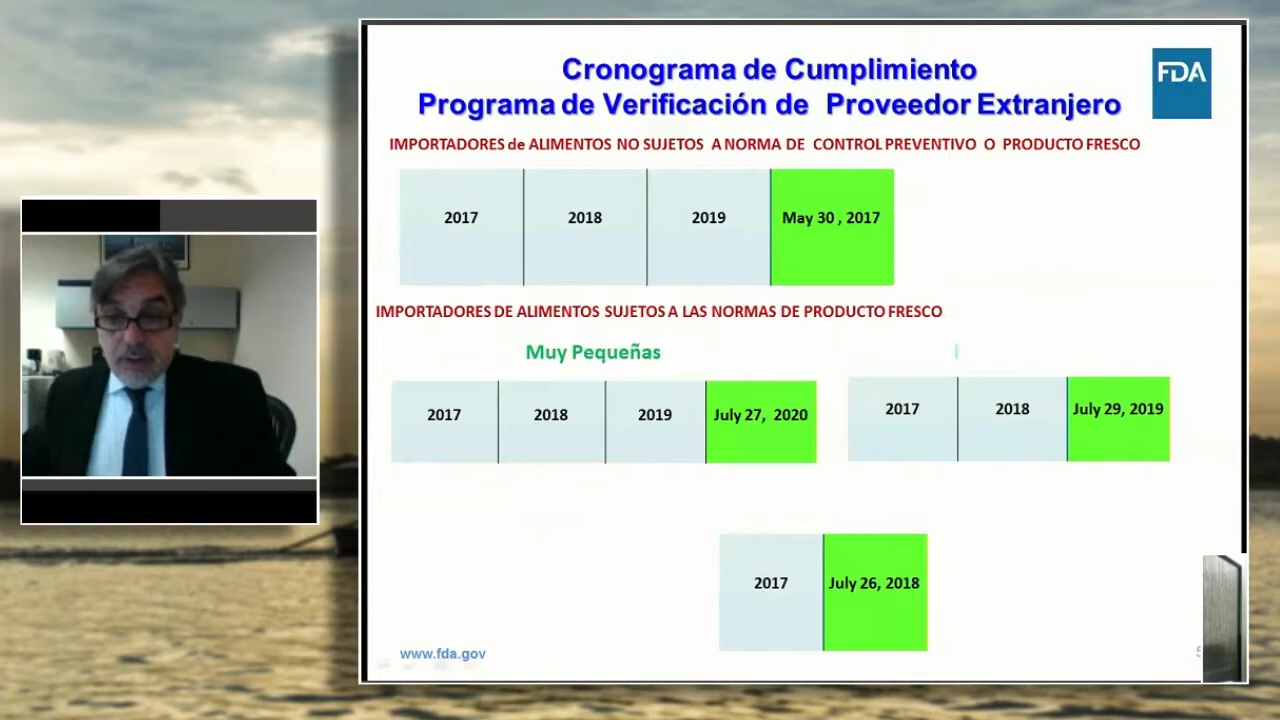 Cronograma de Cumplimiento
Programa de Verificación de Proveedor Extranjero
FDA
IMPORTADORES de ALIMENTOS NO SUJETOS A NORMA DE CONTROL PREVENTIVO O PRODUCTO FRESCO
2017 2018 2019 May 30 , 2017
IMPORTADORES DE ALIMENTOS SUJETOS A LAS NORMAS DE PRODUCTO FRESCO
Muy Pequeñas
2017 2018 2019 July 27, 2020
2017 2018 July 29, 2019
2017 July 26, 2018
www.fda.gov